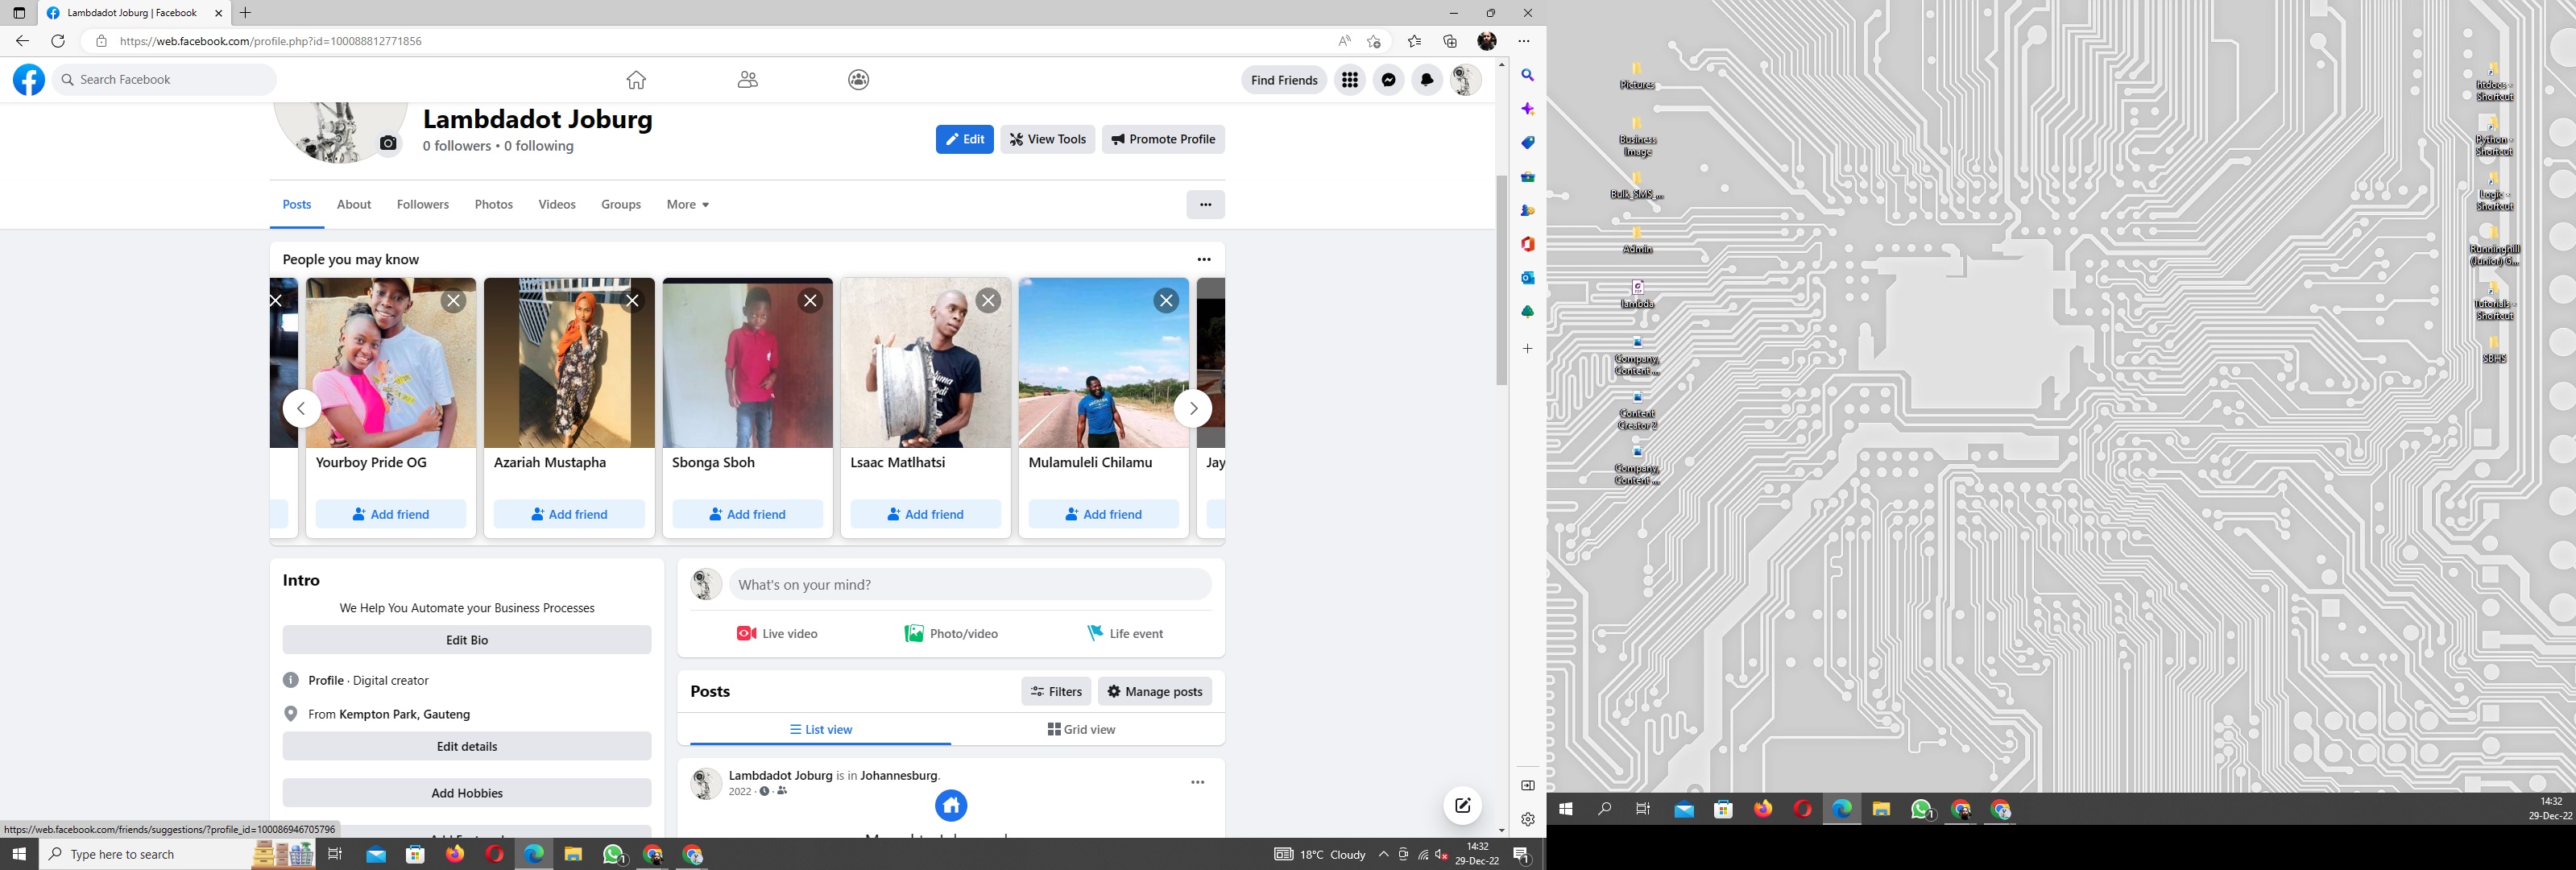 Lambdadot Joburg | Facebook
https://web.facebook.com/profile.php?id=100088812771856
Search Facebook
Find Friends
Lambdadot Joburg
0 followers • 0 following
Edit
View Tools
Promote Profile
Posts
About
Followers
Photos
Videos
Groups
More
People you may know
Yourboy Pride OG
Azariah Mustapha
Sbonga Sboh
Lsaac Matlhatsi
Mulamuleli Chilamu
Jay
Add friend
Add friend
Add friend
Add friend
Add friend
Intro
We Help You Automate your Business Processes
Edit Bio
Profile · Digital creator
From Kempton Park, Gauteng
Edit details
Add Hobbies
What's on your mind?
Live video
Photo/video
Life event
Posts
Filters
Manage posts
List view
Grid view
Lambdadot Joburg is in Johannesburg.
2022
https://web.facebook.com/friends/suggestions/?profile_id=100086946705796
Type here to search
18°C Cloudy
14:32
29-Dec-22
Pictures
Business
Image
Bulk_SMS_...
Admin
lambda
Company,
Content ...
Content
Creator 2
Company,
Content ...
htdocs -
Shortcut
Python -
Shortcut
Logic -
Shortcut
Runninghill
(Junior) G...
Tutorials -
Shortcut
SBHS
14:32
29-Dec-22